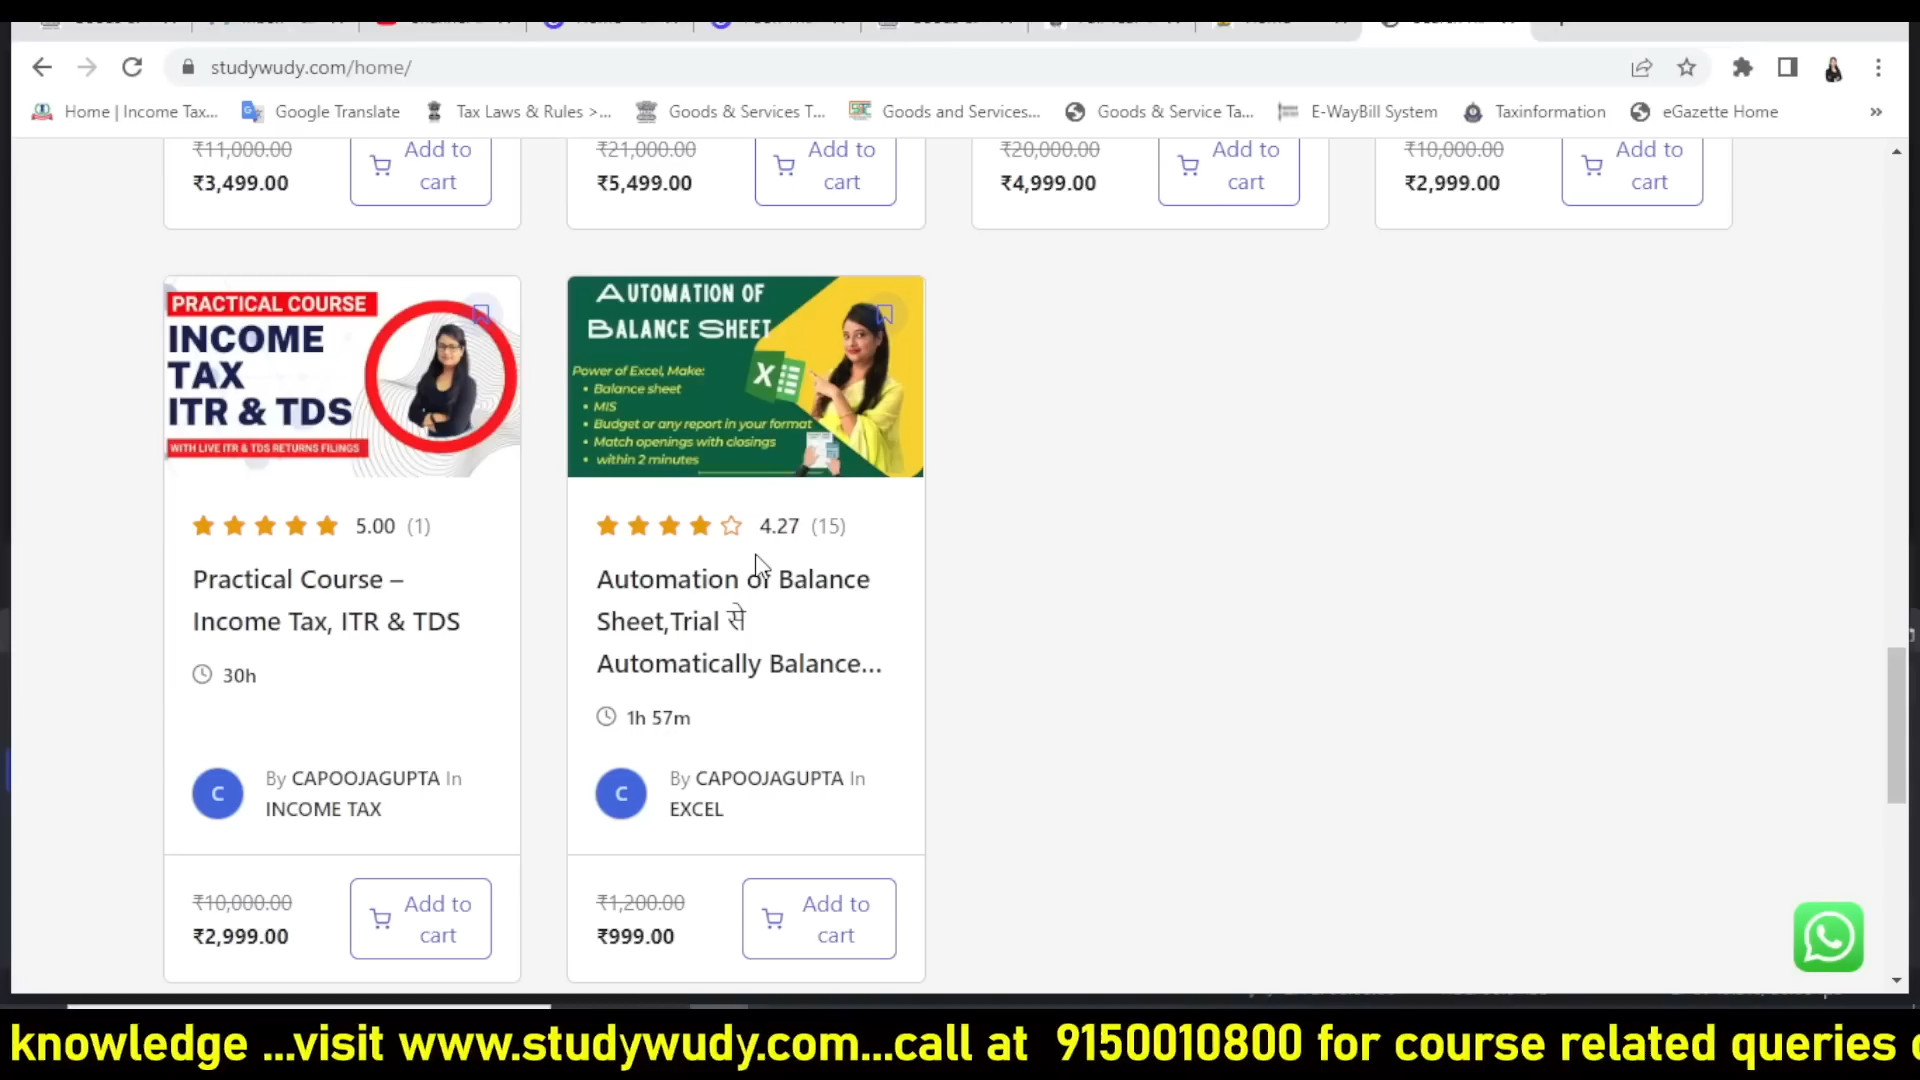 studywudy.com/home/
Home | Income Tax... Google Translate Tax Laws & Rules >... Goods & Services T... Goods and Services... Goods & Service Ta... E-WayBill System Taxinformation eGazette Home »
₹11,000.00 Add to ₹21,000.00 Add to ₹20,000.00 Add to ₹10,000.00 Add to
₹3,499.00 cart ₹5,499.00 cart ₹4,999.00 cart ₹2,999.00 cart
PRACTICAL COURSE
INCOME
TAX
ITR & TDS
WITH LIVE ITR & TDS RETURNS FILINGS
5.00 (1)
Practical Course –
Income Tax, ITR & TDS
30h
C
By CAPOOJAGUPTA In
INCOME TAX
₹10,000.00
₹2,999.00
Add to
cart
AUTOMATION OF
BALANCE SHEET
Power of Excel, Make:
• Balance sheet
• MIS
• Budget or any report in your format
• Match openings with closings
• within 2 minutes
X
4.27 (15)
Automation of Balance
Sheet,Trial से
Automatically Balance...
1h 57m
C
By CAPOOJAGUPTA In
EXCEL
₹1,200.00
₹999.00
Add to
cart
knowledge ...visit www.studywudy.com...call at 9150010800 for course related queries